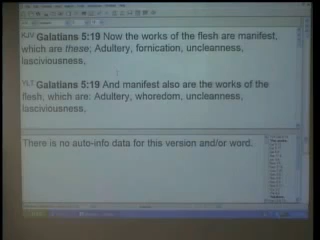 KJV Galatians 5:19 Now the works of the flesh are manifest,
which are these; Adultery, fornication, uncleanness,
lasciviousness,
YLT Galatians 5:19 And manifest also are the works of the
flesh, which are: Adultery, whoredom, uncleanness,
lasciviousness,
There is no auto-info data for this version and/or word.